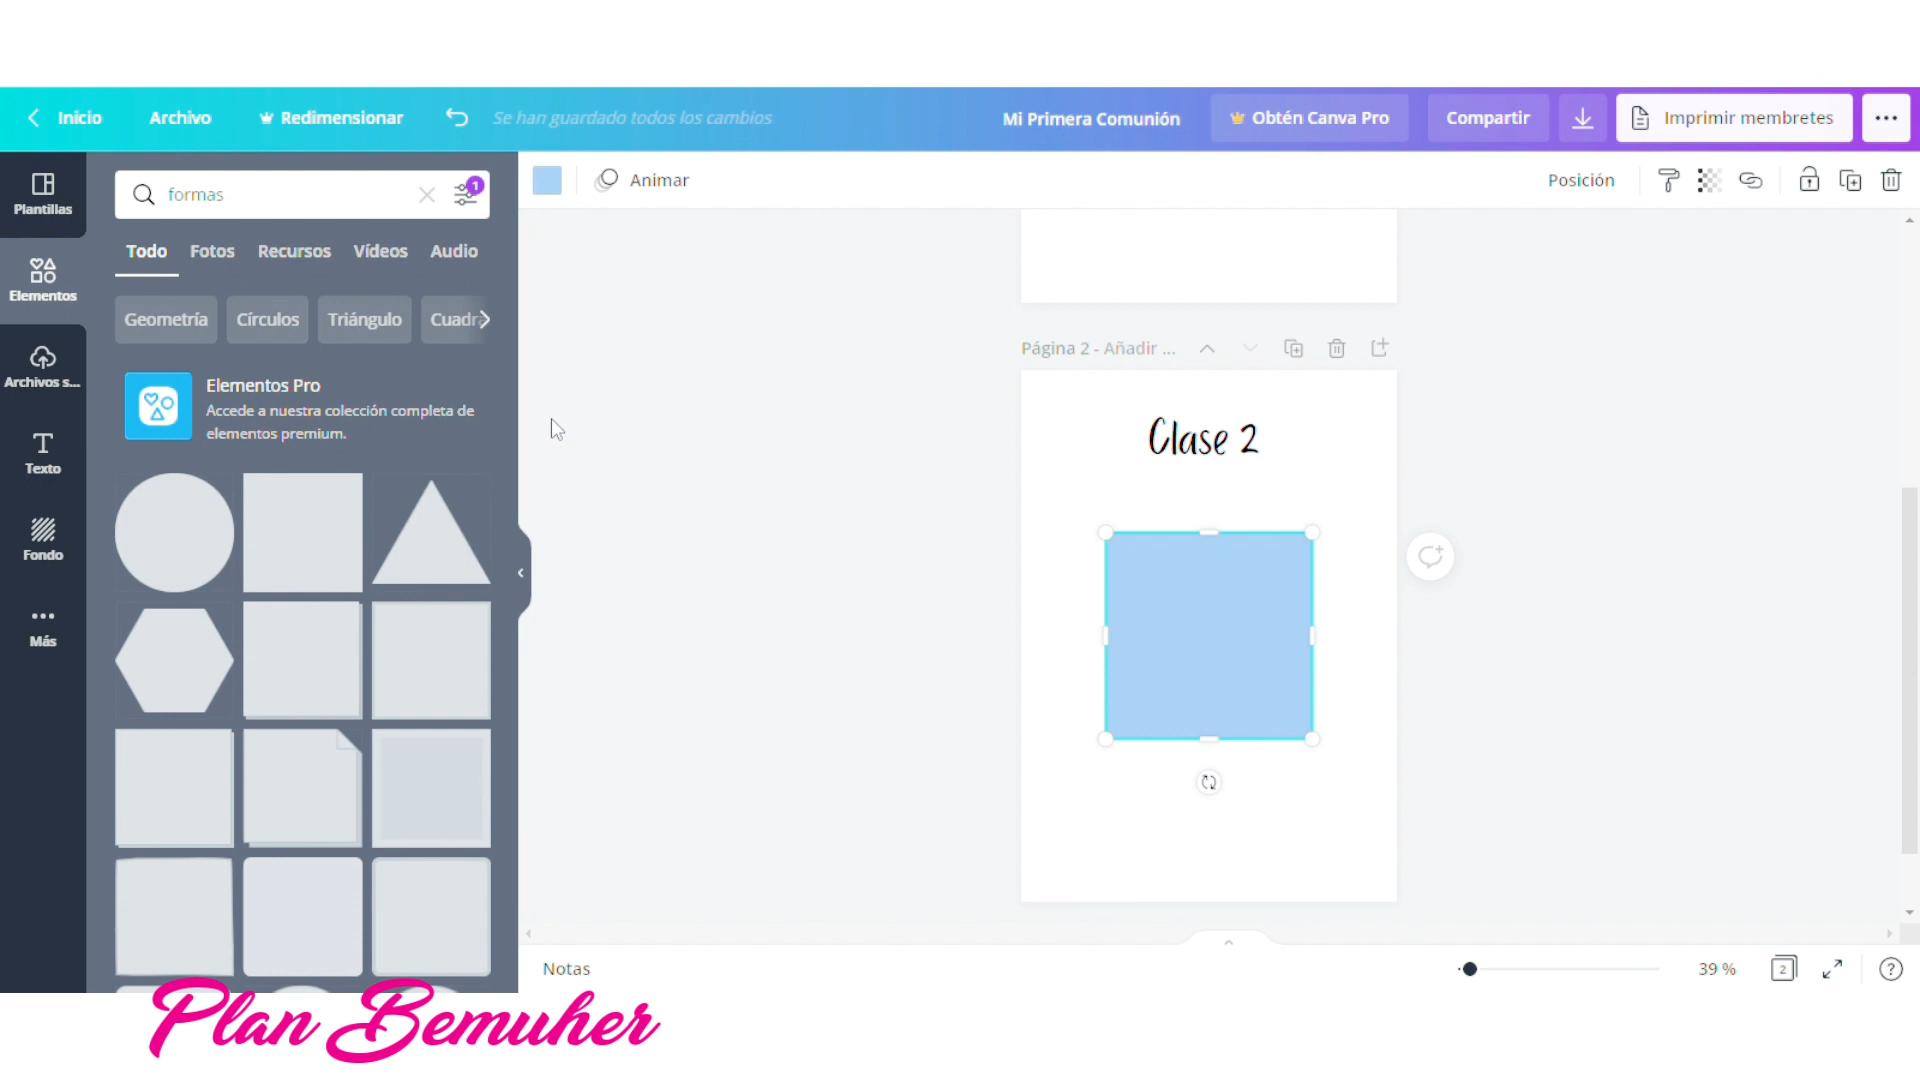 Inicio
Archivo
Redimensionar
Se han guardado todos los cambios
Mi Primera Comunión
Obtén Canva Pro
Compartir
Imprimir membretes
Plantillas
Elementos
Archivos s...
Texto
Fondo
Más
formas
1
Todo
Fotos
Recursos
Vídeos
Audio
Geometría
Círculos
Triángulo
Cuadr
Elementos Pro
Accede a nuestra colección completa de
elementos premium.
Animar
Posición
Página 2 - Añadir ...
Clase 2
Notas
39 %
2
?
Plan Bemuher